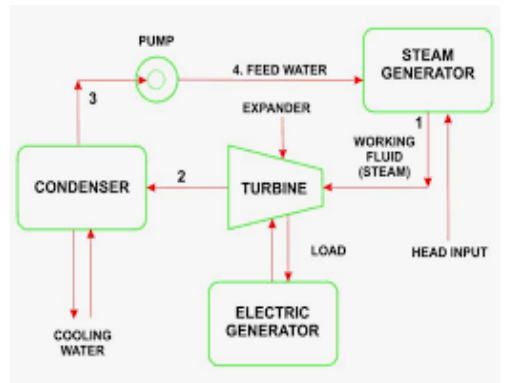 PUMP
STEAM
GENERATOR
4. FEED WATER
3
EXPANDER
1
WORKING
FLUID
(STEAM)
CONDENSER
2
TURBINE
LOAD
HEAD INPUT
ELECTRIC
GENERATOR
COOLING
WATER